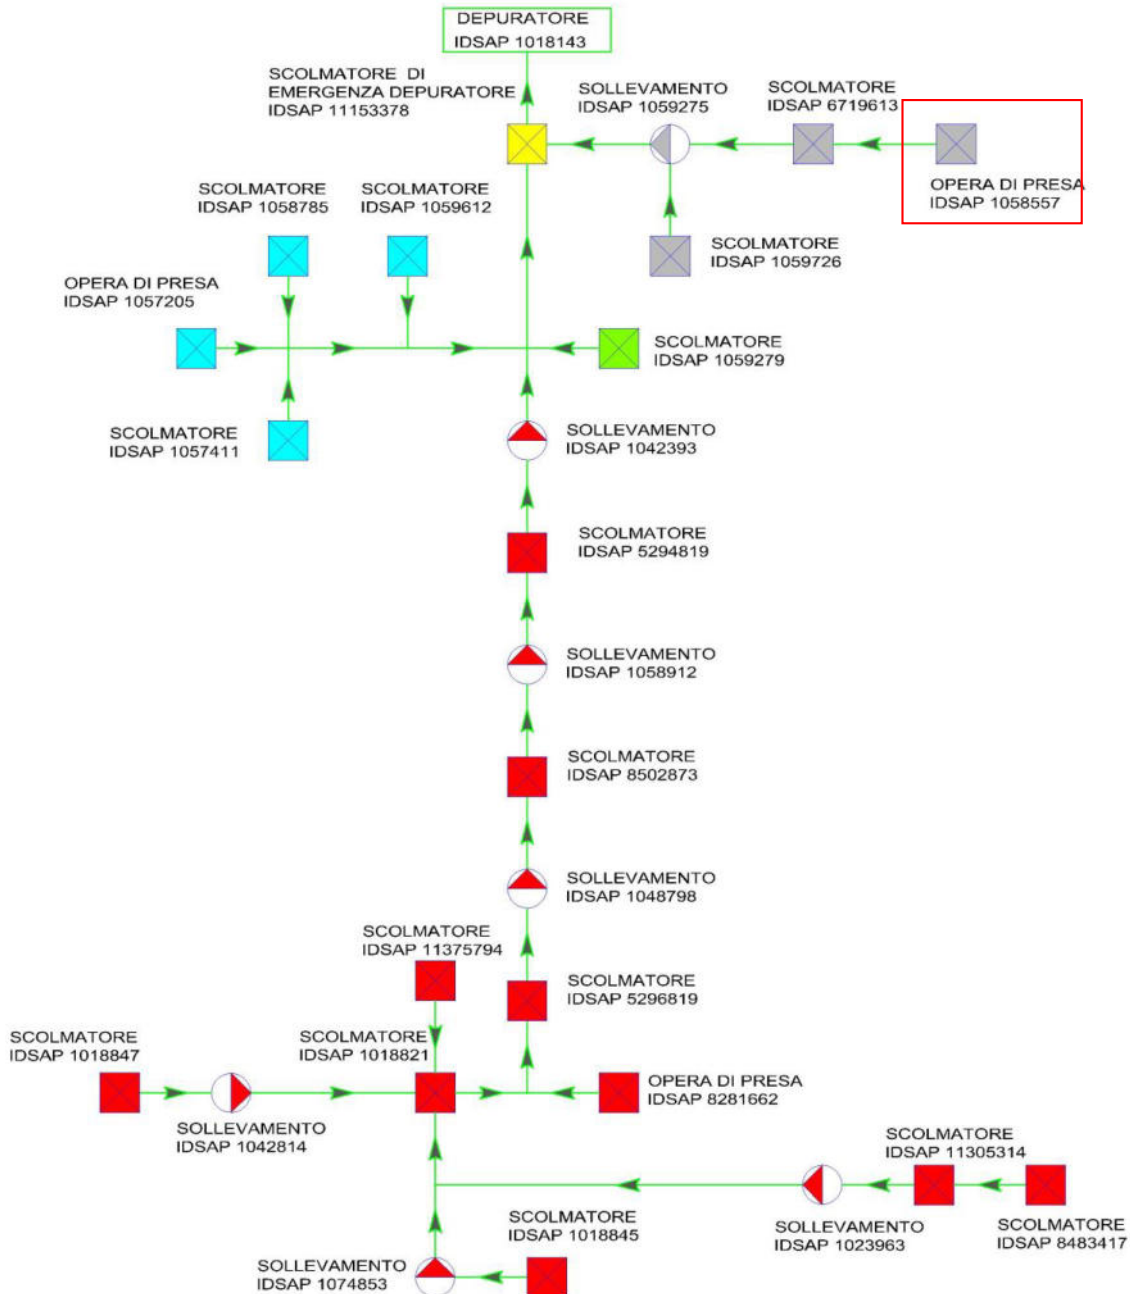 DEPURATORE
IDSAP 1018143
SCOLMATORE DI
EMERGENZA DEPURATORE
IDSAP 11153378
SOLLEVAMENTO
IDSAP 1059275
SCOLMATORE
IDSAP 6719613
OPERA DI PRESA
IDSAP 1058557
SCOLMATORE
IDSAP 1058785
SCOLMATORE
IDSAP 1059612
SCOLMATORE
IDSAP 1059726
OPERA DI PRESA
IDSAP 1057205
SCOLMATORE
IDSAP 1059279
SCOLMATORE
IDSAP 1057411
SOLLEVAMENTO
IDSAP 1042393
SCOLMATORE
IDSAP 5294819
SOLLEVAMENTO
IDSAP 1058912
SCOLMATORE
IDSAP 8502873
SOLLEVAMENTO
IDSAP 1048798
SCOLMATORE
IDSAP 11375794
SCOLMATORE
IDSAP 5296819
SCOLMATORE
IDSAP 1018847
SCOLMATORE
IDSAP 1018821
OPERA DI PRESA
IDSAP 8281662
SOLLEVAMENTO
IDSAP 1042814
SCOLMATORE
IDSAP 11305314
SCOLMATORE
IDSAP 1018845
SOLLEVAMENTO
IDSAP 1023963
SCOLMATORE
IDSAP 8483417
SOLLEVAMENTO
IDSAP 1074853